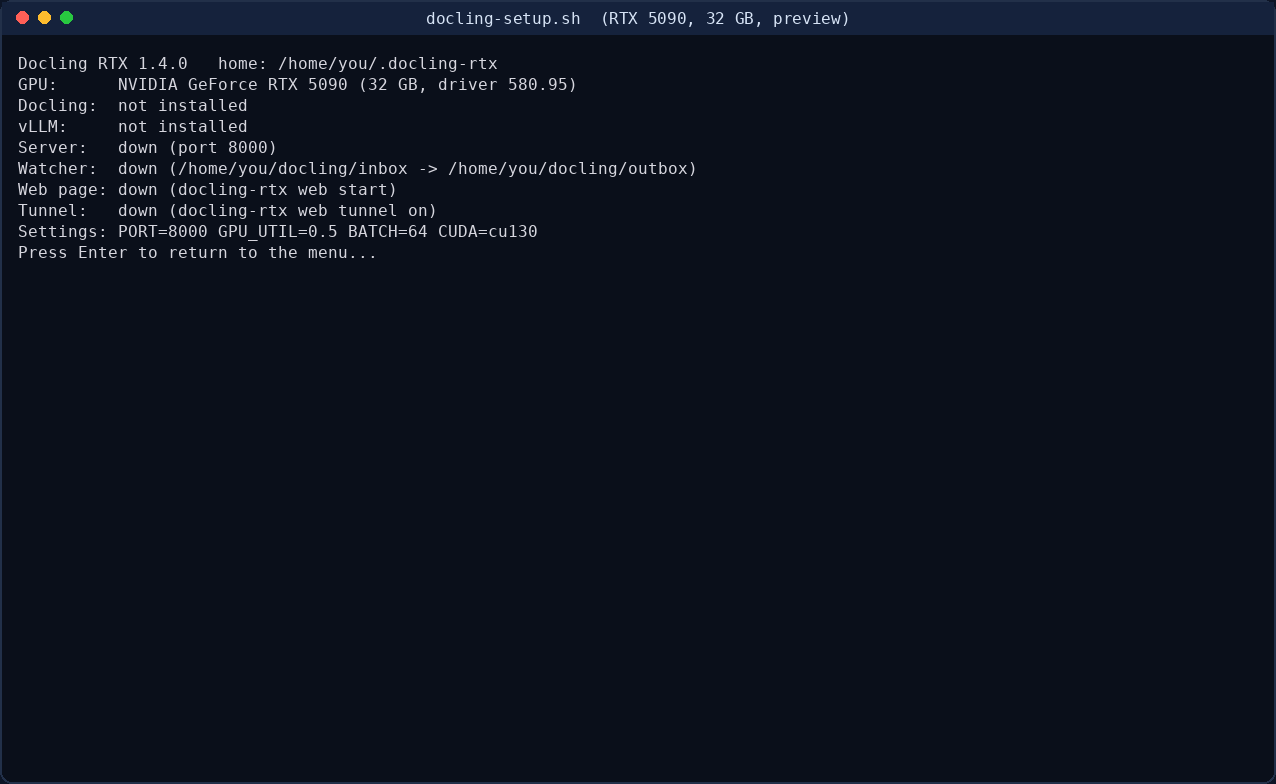 docling-setup.sh  (RTX 5090, 32 GB, preview)
Docling RTX 1.4.0   home: /home/you/.docling-rtx
GPU:      NVIDIA GeForce RTX 5090 (32 GB, driver 580.95)
Docling:  not installed
vLLM:     not installed
Server:   down (port 8000)
Watcher:  down (/home/you/docling/inbox -> /home/you/docling/outbox)
Web page: down (docling-rtx web start)
Tunnel:   down (docling-rtx web tunnel on)
Settings: PORT=8000 GPU_UTIL=0.5 BATCH=64 CUDA=cu130
Press Enter to return to the menu...